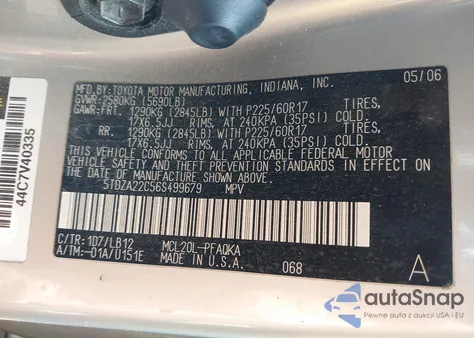 MFD.BY:TOYOTA MOTOR MANUFACTURING, INDIANA, INC. 05/06
GVWR:2580KG (5690LB)
GAWR:FRT. 1290KG (2845LB) WITH P225/60R17 TIRES,
17X6.5JJ RIMS, AT 240KPA (35PSI) COLD.
RR. 1290KG (2845LB) WITH P225/60R17 TIRES,
17X6.5JJ RIMS, AT 240KPA (35PSI) COLD.
THIS VEHICLE CONFORMS TO ALL APPLICABLE FEDERAL MOTOR
VEHICLE SAFETY STANDARDS IN EFFECT ON
THE DATE OF MANUFACTURE SHOWN ABOVE.
5TDZA22C56S499679 MPV
C/TR:1D7/LB12 MCL20L-PFAQKA
A/TM:-01A/U151E MADE IN U.S.A. 068 A
44C7V40335
autoSnap
Pewne auta z USA i EU